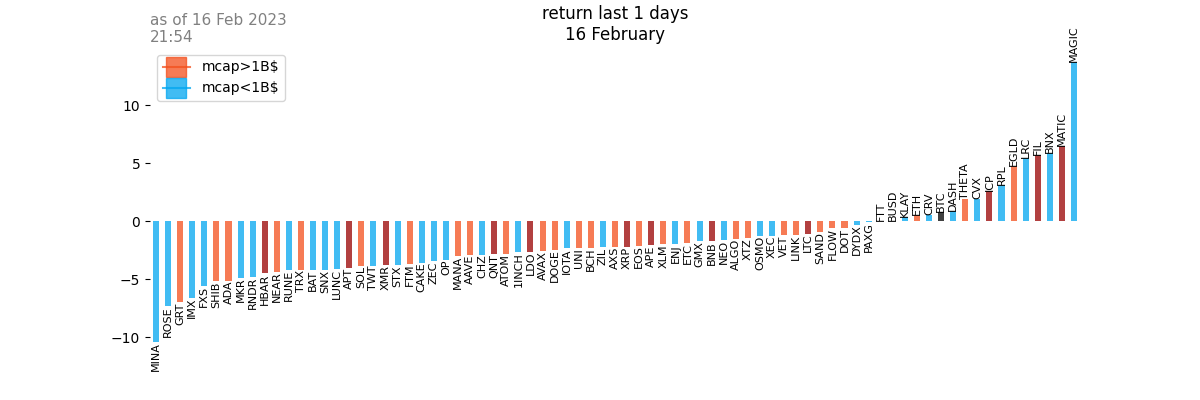 return last 1 days
16 February
as of 16 Feb 2023
21:54
mcap>1B$
mcap<1B$
10
5
0
−5
−10
MINA
ROSE
GRT
IMX
FXS
SHIB
ADA
MKR
RNDR
HBAR
NEAR
RUNE
TRX
BAT
SNX
LUNC
APT
SOL
TWT
XMR
STX
FTM
CAKE
ZEC
OP
MANA
AAVE
CHZ
QNT
ATOM
1INCH
LDO
AVAX
DOGE
IOTA
UNI
BCH
ZIL
AXS
XRP
EOS
APE
XLM
ENJ
ETC
GMX
BNB
NEO
ALGO
XTZ
OSMO
XEC
VET
LINK
LTC
SAND
FLOW
DOT
DYDX
PAXG
FTT
BUSD
KLAY
ETH
CRV
BTC
DASH
THETA
CVX
ICP
RPL
EGLD
LRC
FIL
BNX
MATIC
MAGIC